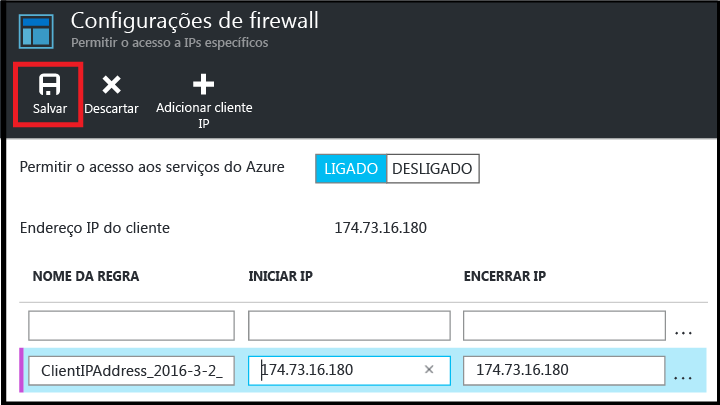 Configurações de firewall
Permitir o acesso a IPs específicos
Salvar
Descartar
Adicionar cliente
IP
Permitir o acesso aos serviços do Azure
LIGADO
DESLIGADO
Endereço IP do cliente
174.73.16.180
NOME DA REGRA
INICIAR IP
ENCERRAR IP
...
ClientIPAddress_2016-3-2_
174.73.16.180
174.73.16.180
...